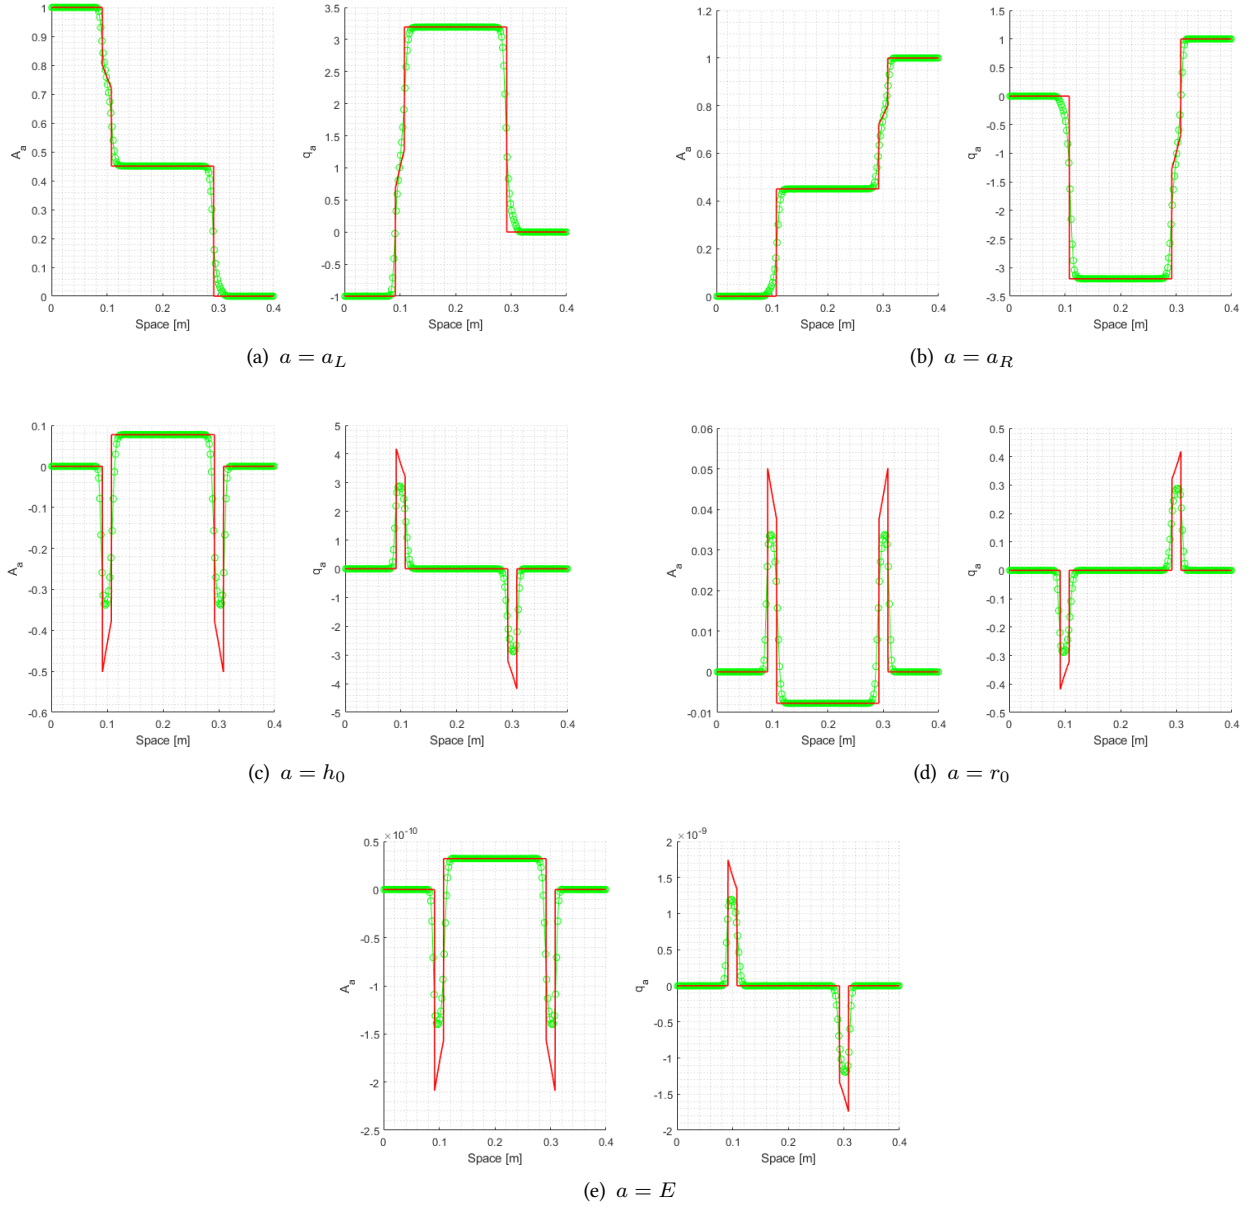 1
0.9
0.8
0.7
0.6
0.5
0.4
0.3
0.2
0.1
0
A_a
0 0.1 0.2 0.3 0.4
Space [m]
3.5
3
2.5
2
1.5
1
0.5
0
-0.5
-1
q_a
0 0.1 0.2 0.3 0.4
Space [m]
(a) a = a_L
1.2
1
0.8
0.6
0.4
0.2
0
A_a
0 0.1 0.2 0.3 0.4
Space [m]
1.5
1
0.5
0
-0.5
-1
-1.5
-2
-2.5
-3
-3.5
q_a
0 0.1 0.2 0.3 0.4
Space [m]
(b) a = a_R
0.1
0
-0.1
-0.2
-0.3
-0.4
-0.5
-0.6
A_a
0 0.1 0.2 0.3 0.4
Space [m]
5
4
3
2
1
0
-1
-2
-3
-4
-5
q_a
0 0.1 0.2 0.3 0.4
Space [m]
(c) a = h_0
0.06
0.05
0.04
0.03
0.02
0.01
0
-0.01
A_a
0 0.1 0.2 0.3 0.4
Space [m]
0.5
0.4
0.3
0.2
0.1
0
-0.1
-0.2
-0.3
-0.4
-0.5
q_a
0 0.1 0.2 0.3 0.4
Space [m]
(d) a = r_0
×10^-10
0.5
0
-0.5
-1
-1.5
-2
-2.5
A_a
0 0.1 0.2 0.3 0.4
Space [m]
×10^-9
2
1.5
1
0.5
0
-0.5
-1
-1.5
-2
q_a
0 0.1 0.2 0.3 0.4
Space [m]
(e) a = E